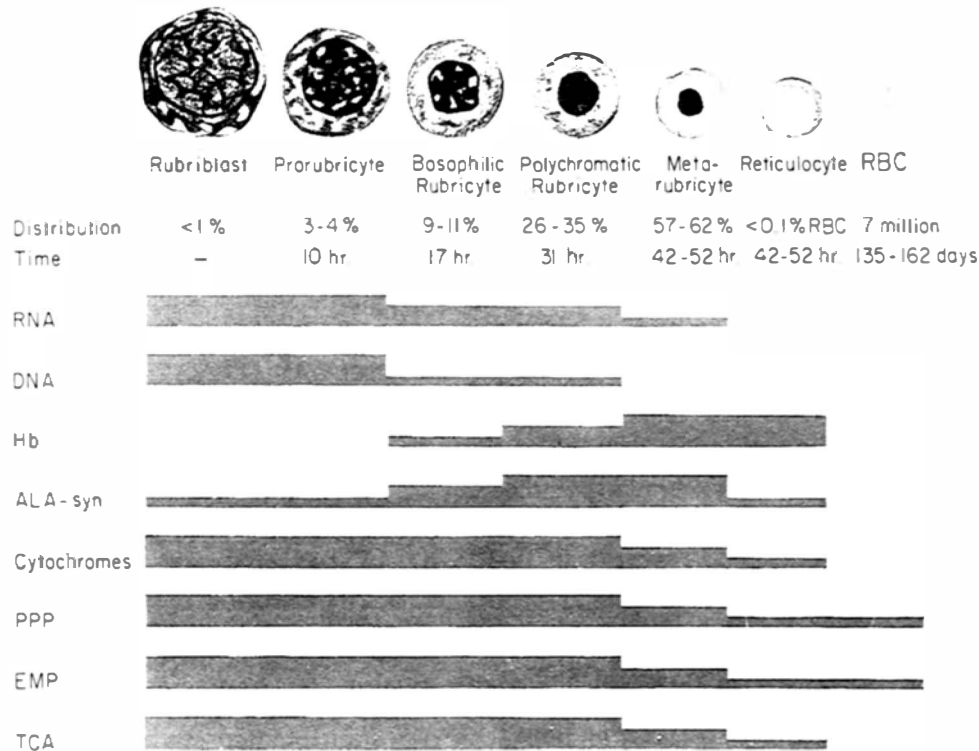 Rubriblast Prorubricyte Bosophilic Polychromatic Meta- Reticulocyte RBC
Rubricyte Rubricyte rubricyte
Distribution <1% 3-4% 9-11% 26-35% 57-62% <0.1% RBC 7 million
Time – 10 hr. 17 hr. 31 hr. 42-52 hr. 42-52 hr. 135-162 days
RNA
DNA
Hb
ALA-syn
Cytochromes
PPP
EMP
TCA